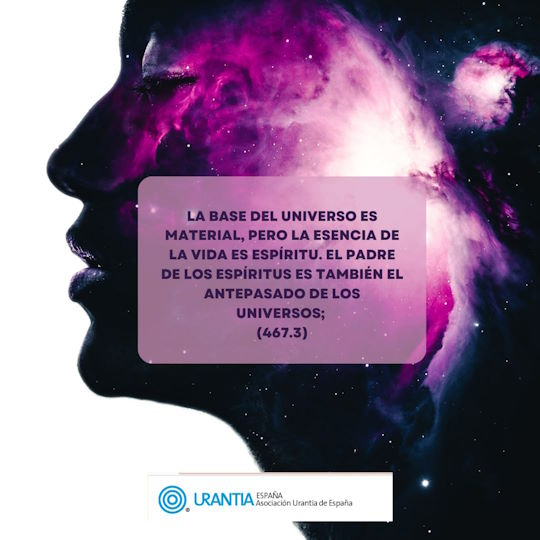 LA BASE DEL UNIVERSO ES
MATERIAL, PERO LA ESENCIA DE
LA VIDA ES ESPÍRITU. EL PADRE
DE LOS ESPÍRITUS ES TAMBIÉN EL
ANTEPASADO DE LOS
UNIVERSOS;
(467.3)
URANTIA ESPAÑA
® Asociación Urantia de España